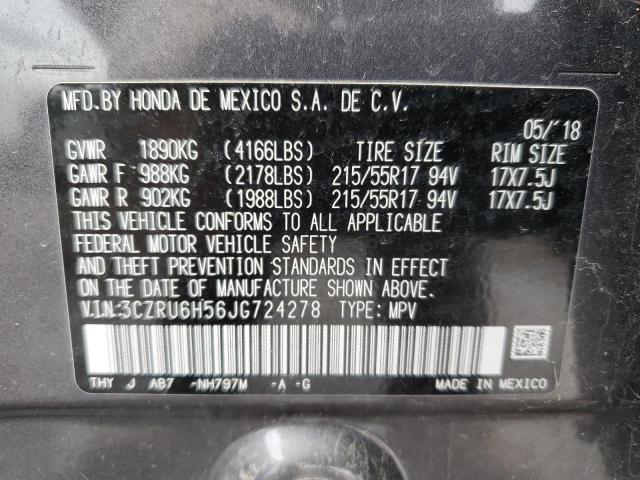 MFD.BY HONDA DE MEXICO S.A. DE C.V.
05/'18
GVWR 1890KG (4166LBS) TIRE SIZE RIM SIZE
GAWR F 988KG (2178LBS) 215/55R17 94V 17X7.5J
GAWR R 902KG (1988LBS) 215/55R17 94V 17X7.5J
THIS VEHICLE CONFORMS TO ALL APPLICABLE
FEDERAL MOTOR VEHICLE SAFETY
AND THEFT PREVENTION STANDARDS IN EFFECT
ON THE DATE OF MANUFACTURE SHOWN ABOVE.
V.I.N:3CZRU6H56JG724278 TYPE:MPV
THY J AB7 -NH797M -A -G
MADE IN MEXICO